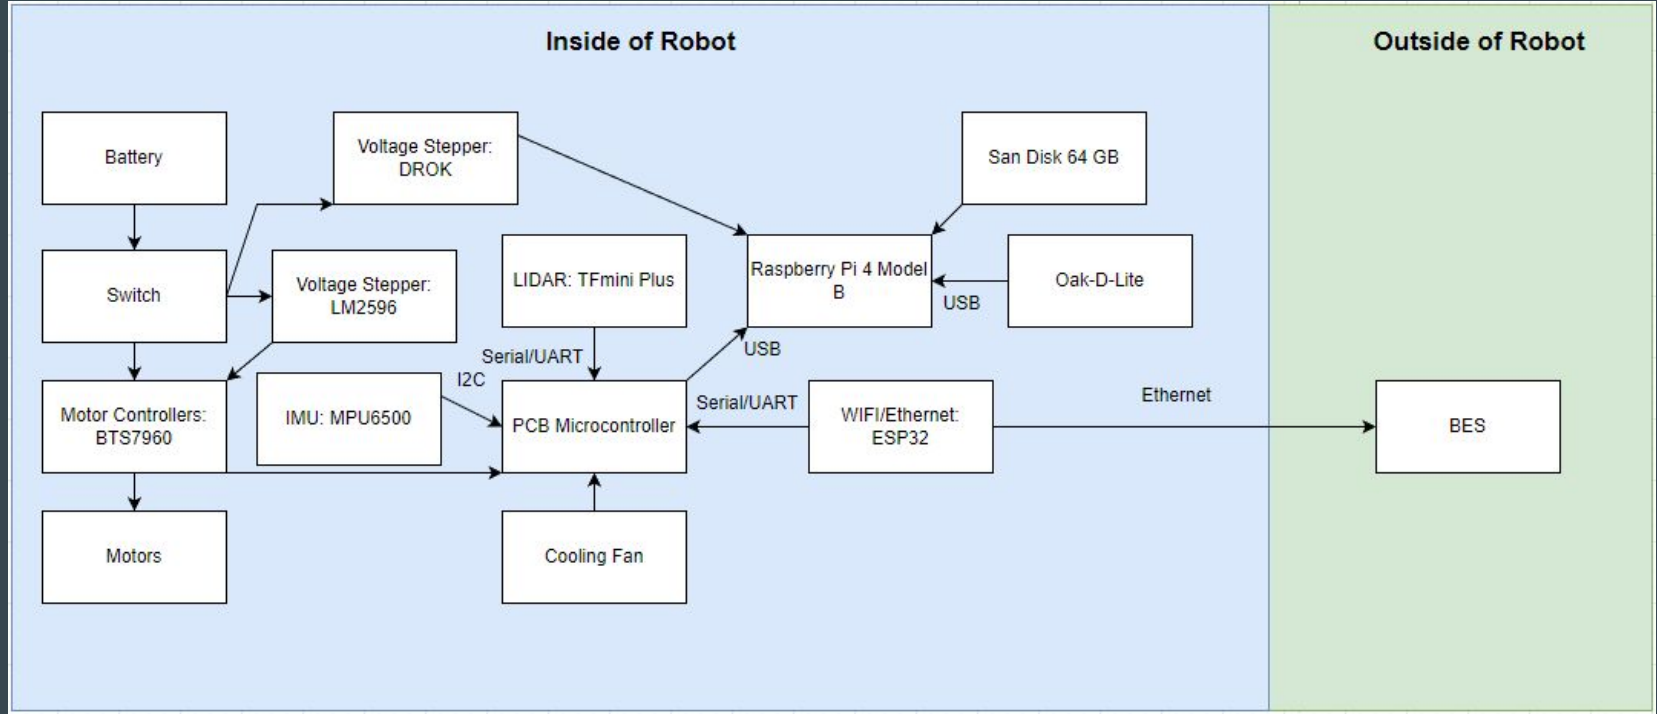 Inside of Robot
Outside of Robot
Battery
Voltage Stepper:
DROK
San Disk 64 GB
Switch
Voltage Stepper:
LM2596
LIDAR: TFmini Plus
Raspberry Pi 4 Model
B
Oak-D-Lite
USB
Serial/UART
USB
I2C
Motor Controllers:
BTS7960
IMU: MPU6500
PCB Microcontroller
Serial/UART
WIFI/Ethernet:
ESP32
Ethernet
BES
Motors
Cooling Fan